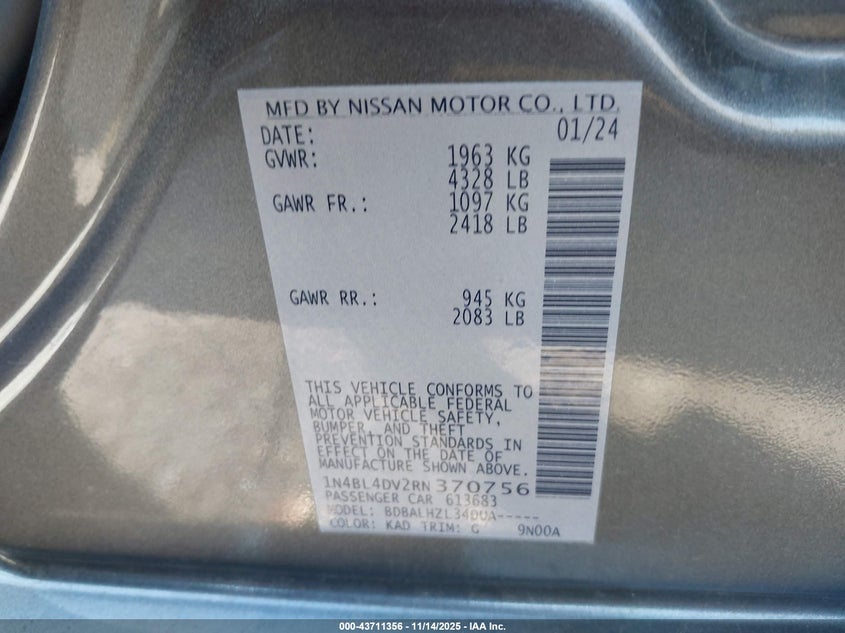 MFD BY NISSAN MOTOR CO., LTD.
DATE: 01/24
GVWR: 1963 KG
4328 LB
GAWR FR.: 1097 KG
2418 LB
GAWR RR.: 945 KG
2083 LB
THIS VEHICLE CONFORMS TO
ALL APPLICABLE FEDERAL
MOTOR VEHICLE SAFETY,
BUMPER, AND THEFT
PREVENTION STANDARDS IN
EFFECT ON THE DATE OF
MANUFACTURE SHOWN ABOVE.
1N4BL4DV2RN370756
PASSENGER CAR 613683
MODEL: BDBALHZL34DUA-----
COLOR: KAD TRIM: G 9N00A
000-43711356 - 11/14/2025 - IAA Inc.